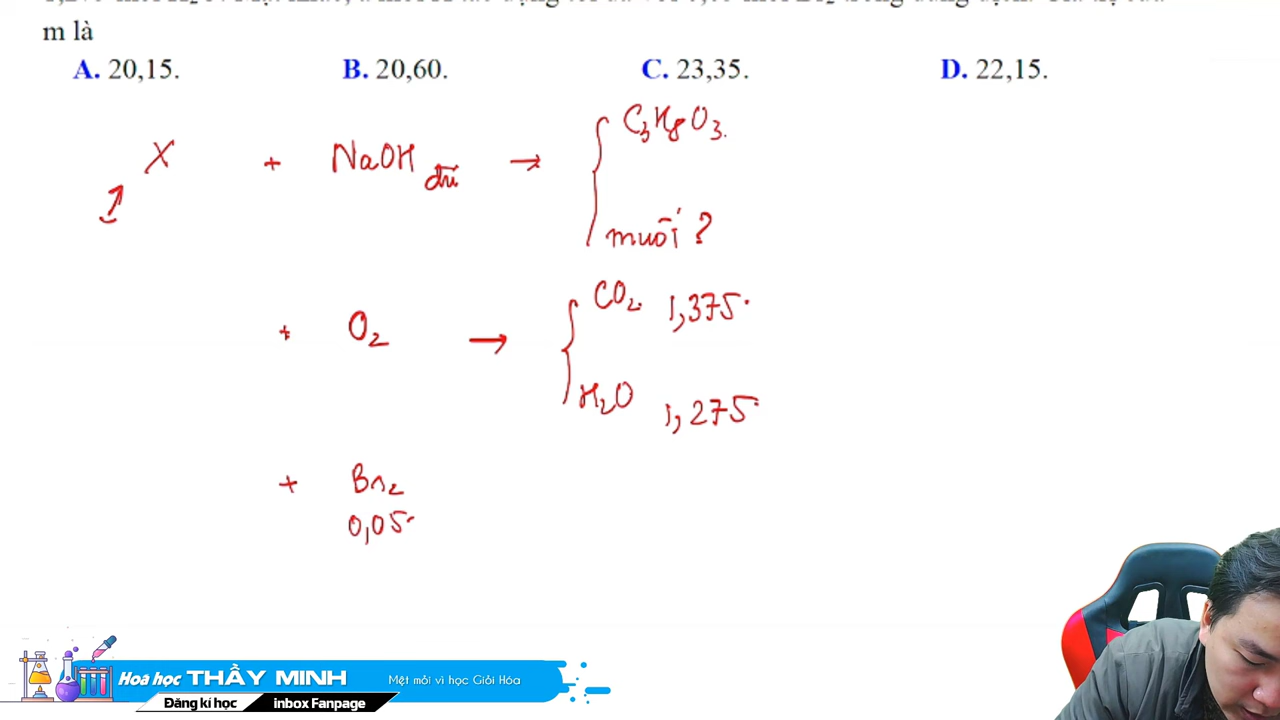 m là
A. 20,15. B. 20,60. C. 23,35. D. 22,15.
X + NaOH đủ → C3H8O3.
muối ?
+ O2 → CO2 1,375
H2O 1,275
+ Br2
0,05
Hoá học THẦY MINH Mệt mỏi vì học Giỏi Hóa
Đăng kí học inbox Fanpage